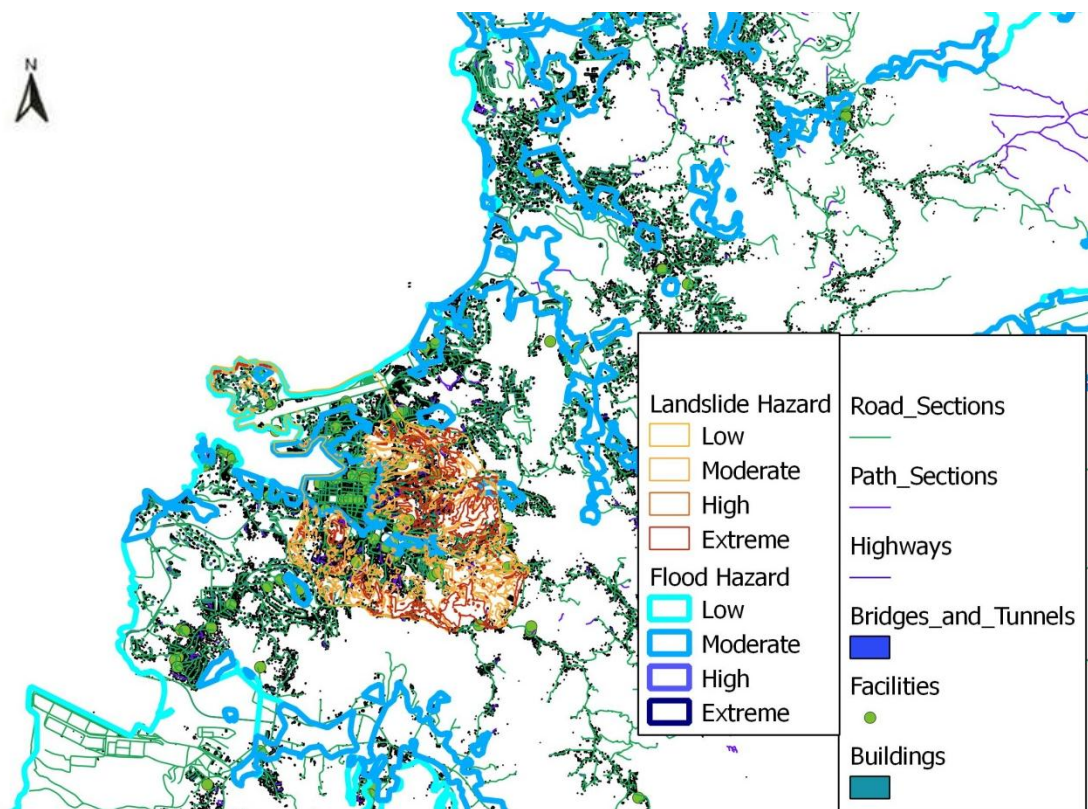 N
Landslide Hazard
Low
Moderate
High
Extreme
Flood Hazard
Low
Moderate
High
Extreme
Road_Sections
Path_Sections
Highways
Bridges_and_Tunnels
Facilities
Buildings